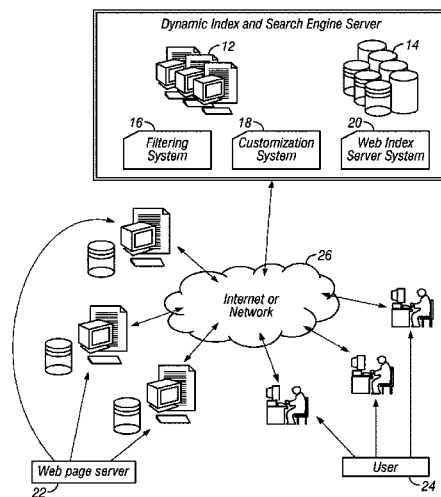 Dynamic Index and Search Engine Server
12
14
16
Filtering
System
18
Customization
System
20
Web Index
Server System
26
Internet or
Network
Web page server
22
User
24